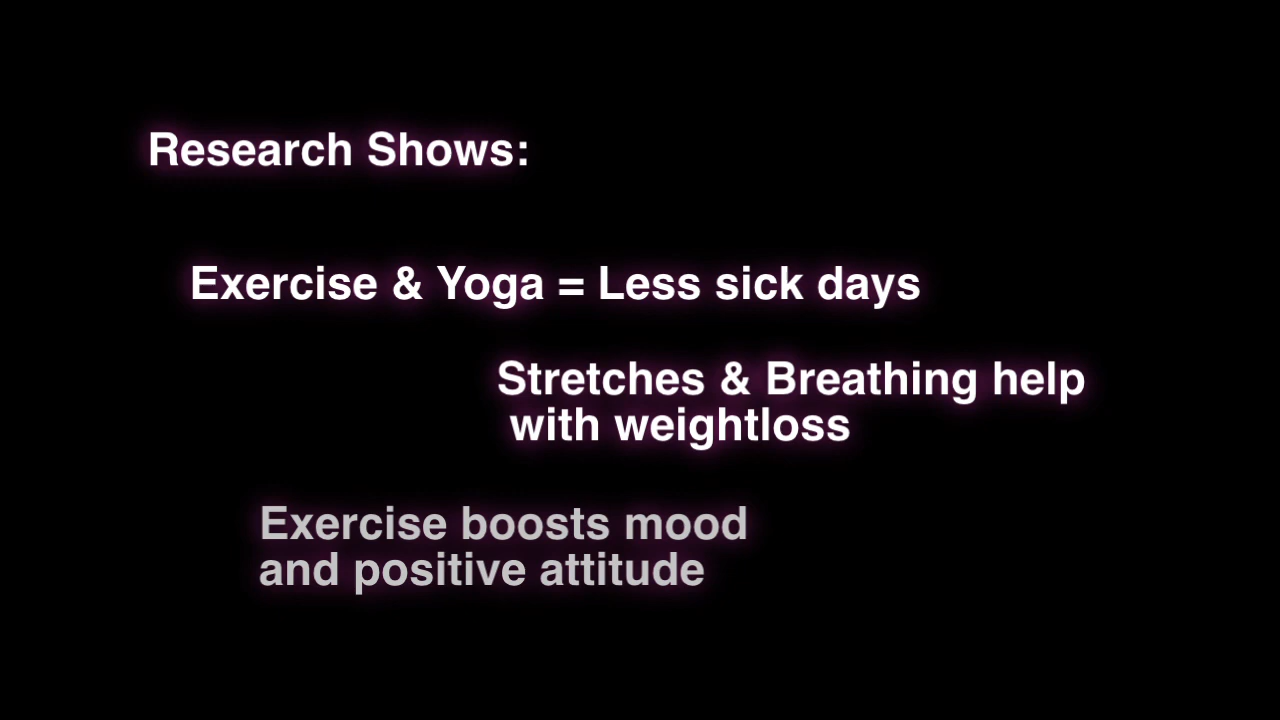 Research Shows:
Exercise & Yoga = Less sick days
Stretches & Breathing help
with weightloss
Exercise boosts mood
and positive attitude